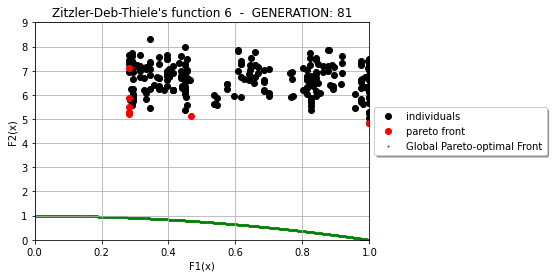 Zitzler-Deb-Thiele's function 6 - GENERATION: 81
9
8
7
6
5
4
3
2
1
0
F2(x)
0.0 0.2 0.4 0.6 0.8 1.0
F1(x)
individuals
pareto front
Global Pareto-optimal Front